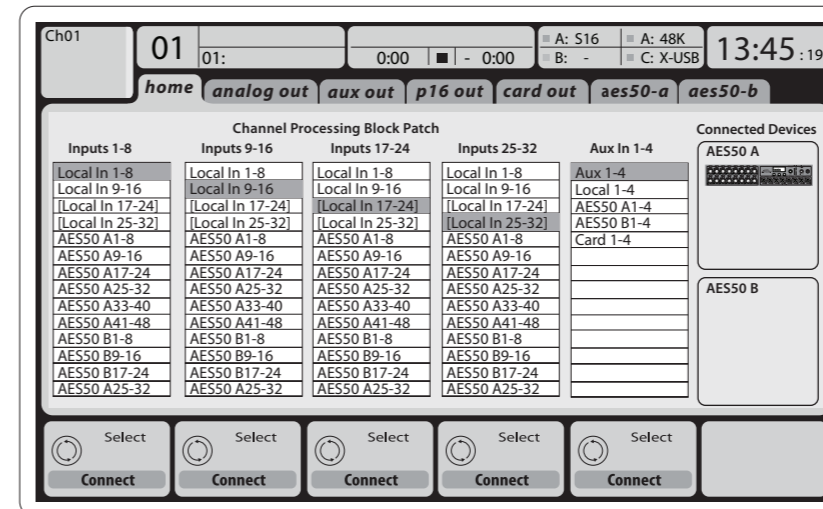 Ch01
01
01:
0:00
- 0:00
A: S16
B: -
A: 48K
C: X-USB
13:45 : 19
home
analog out
aux out
p16 out
card out
aes50-a
aes50-b
Channel Processing Block Patch
Connected Devices
Inputs 1-8
Inputs 9-16
Inputs 17-24
Inputs 25-32
Aux In 1-4
AES50 A
Local In 1-8 Local In 1-8 Local In 1-8 Local In 1-8 Aux 1-4
Local In 9-16 Local In 9-16 Local In 9-16 Local In 9-16 Local 1-4
[Local In 17-24] [Local In 17-24] [Local In 17-24] [Local In 17-24] AES50 A1-4
[Local In 25-32] [Local In 25-32] [Local In 25-32] [Local In 25-32] AES50 B1-4
AES50 A1-8 AES50 A1-8 AES50 A1-8 AES50 A1-8 Card 1-4
AES50 A9-16 AES50 A9-16 AES50 A9-16 AES50 A9-16
AES50 A17-24 AES50 A17-24 AES50 A17-24 AES50 A17-24
AES50 A25-32 AES50 A25-32 AES50 A25-32 AES50 A25-32 AES50 B
AES50 A33-40 AES50 A33-40 AES50 A33-40 AES50 A33-40
AES50 A41-48 AES50 A41-48 AES50 A41-48 AES50 A41-48
AES50 B1-8 AES50 B1-8 AES50 B1-8 AES50 B1-8
AES50 B9-16 AES50 B9-16 AES50 B9-16 AES50 B9-16
AES50 B17-24 AES50 B17-24 AES50 B17-24 AES50 B17-24
AES50 A25-32 AES50 A25-32 AES50 A25-32 AES50 A25-32
Select Select Select Select Select
Connect Connect Connect Connect Connect